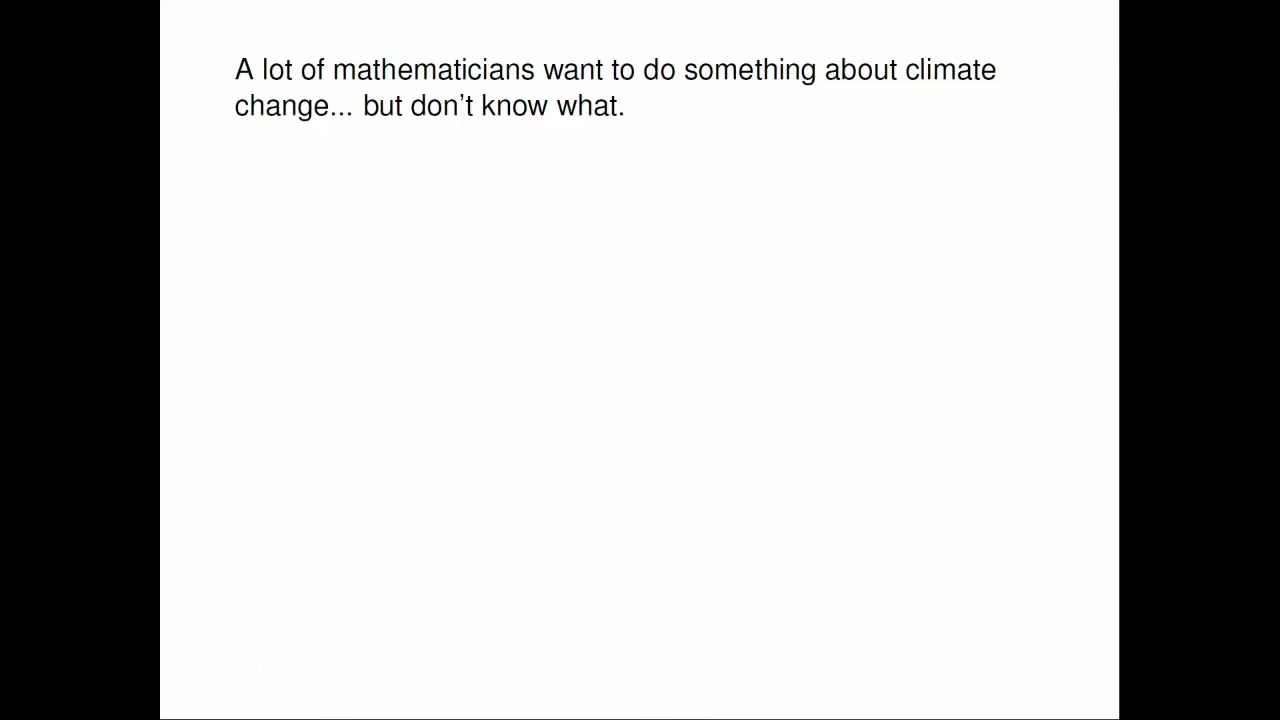 A lot of mathematicians want to do something about climate
change... but don’t know what.